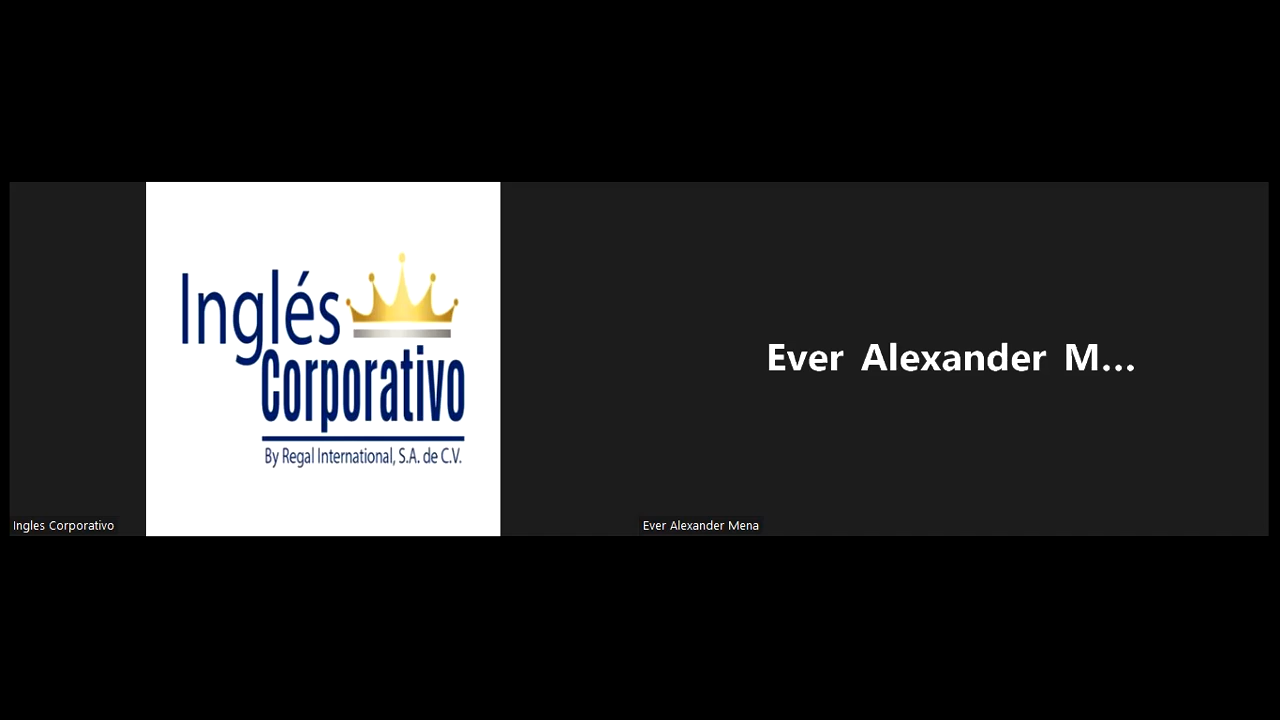 Inglés
Corporativo
By Regal International, S.A. de C.V.
Ingles Corporativo
Ever Alexander M...
Ever Alexander Mena